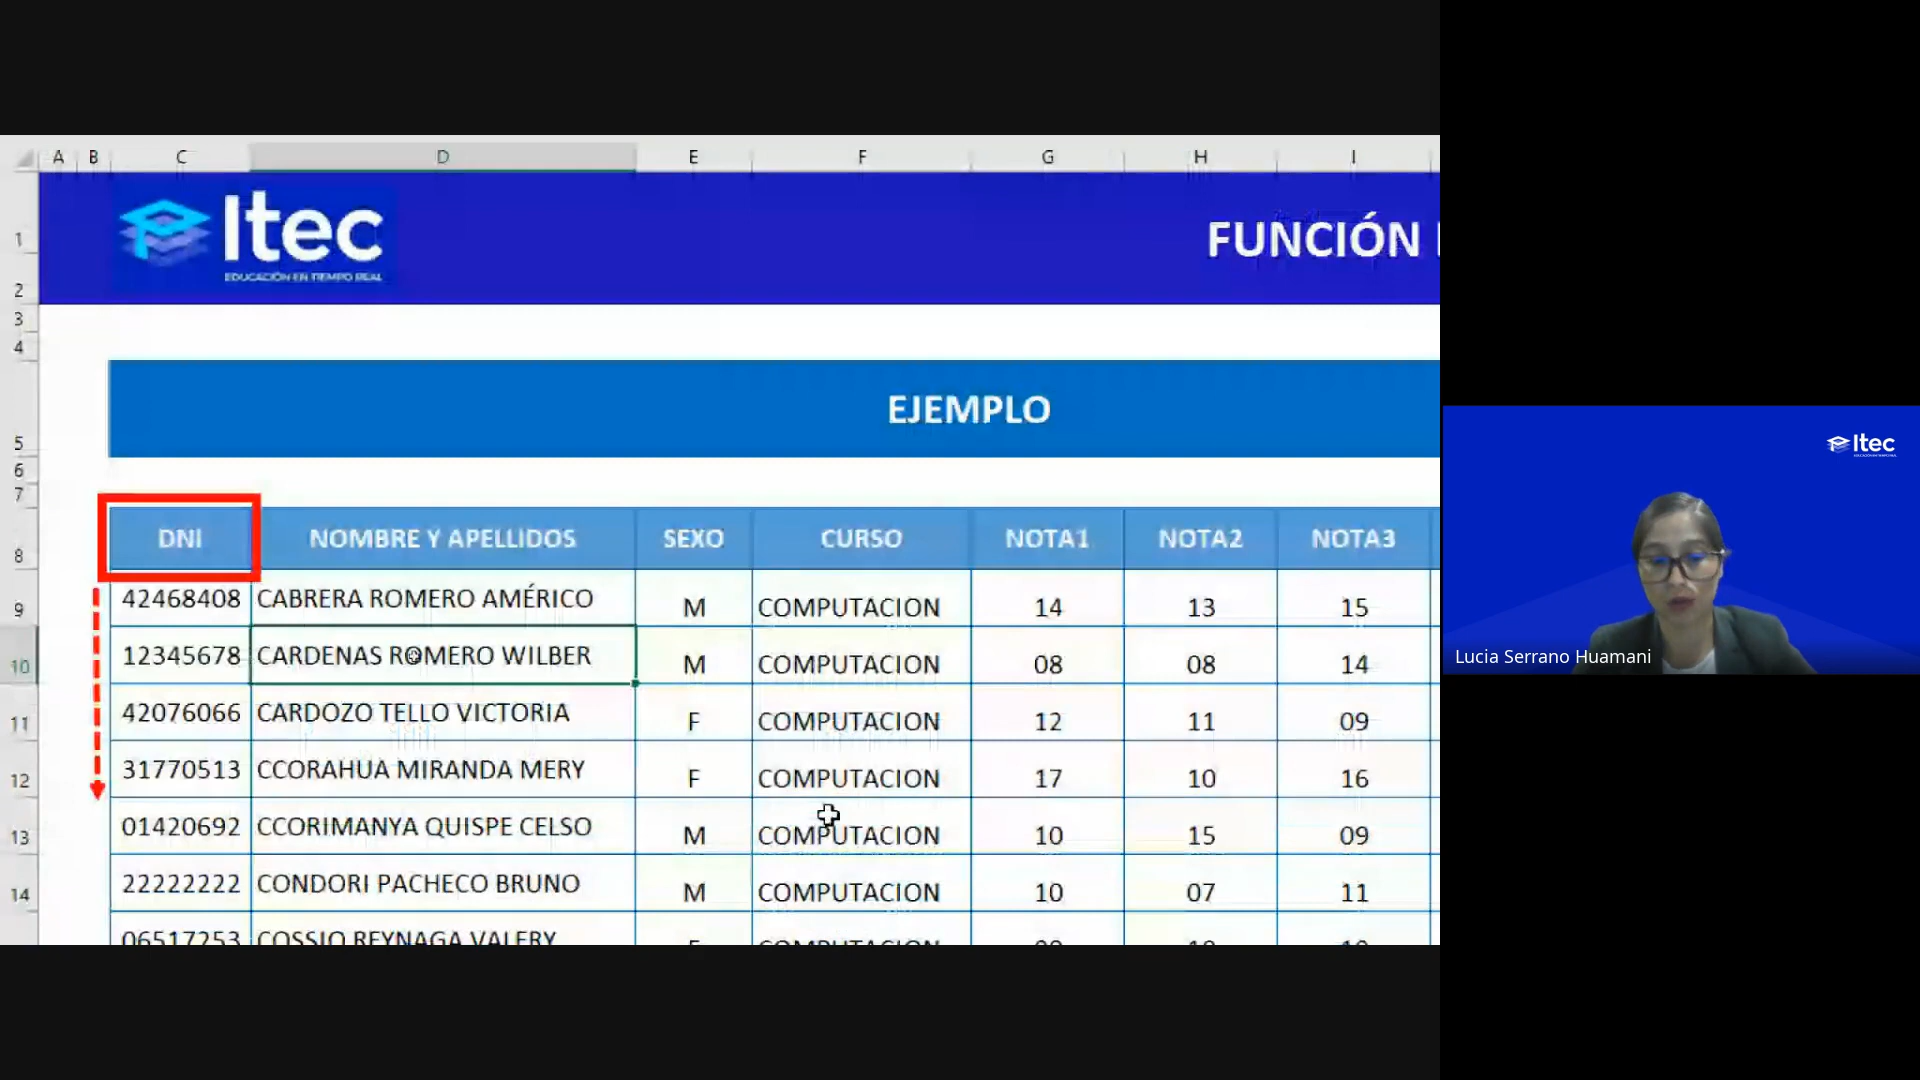 A B C D E F G H I
1 Itec FUNCIÓN
EDUCACIÓN EN TIEMPO REAL
2
3
4
5 EJEMPLO
6
7
8 DNI NOMBRE Y APELLIDOS SEXO CURSO NOTA1 NOTA2 NOTA3
9 42468408 CABRERA ROMERO AMÉRICO M COMPUTACION 14 13 15
10 12345678 CARDENAS ROMERO WILBER M COMPUTACION 08 08 14
11 42076066 CARDOZO TELLO VICTORIA F COMPUTACION 12 11 09
12 31770513 CCORAHUA MIRANDA MERY F COMPUTACION 17 10 16
13 01420692 CCORIMANYA QUISPE CELSO M COMPUTACION 10 15 09
14 22222222 CONDORI PACHECO BRUNO M COMPUTACION 10 07 11
06517253 COSSIO REYNAGA VALERY
Itec
Lucia Serrano Huamani